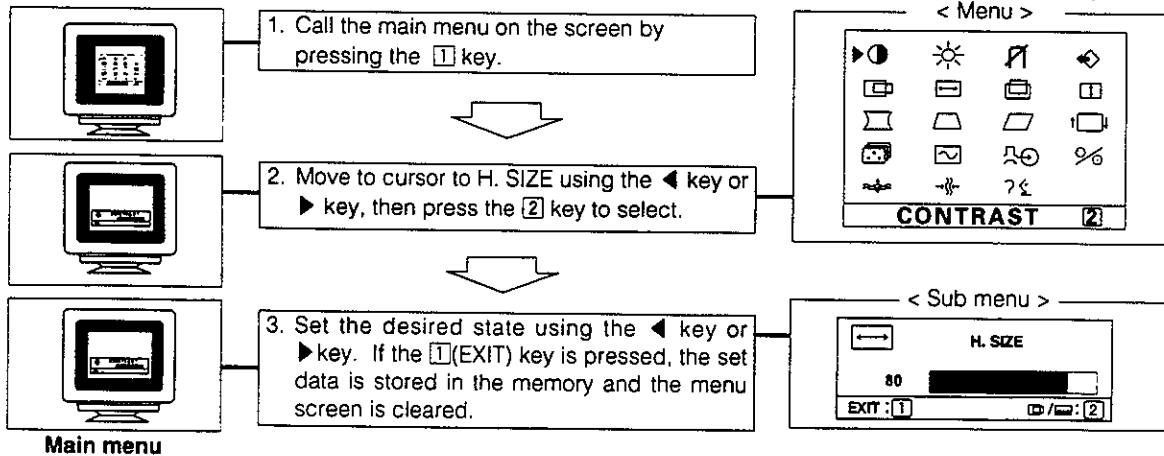 1. Call the main menu on the screen by
pressing the 1 key.
2. Move to cursor to H. SIZE using the ◀ key or
▶ key, then press the 2 key to select.
3. Set the desired state using the ◀ key or
▶ key. If the 1(EXIT) key is pressed, the set
data is stored in the memory and the menu
screen is cleared.
Main menu
< Menu >
CONTRAST 2
< Sub menu >
H. SIZE
80
EXIT : 1 / : 2